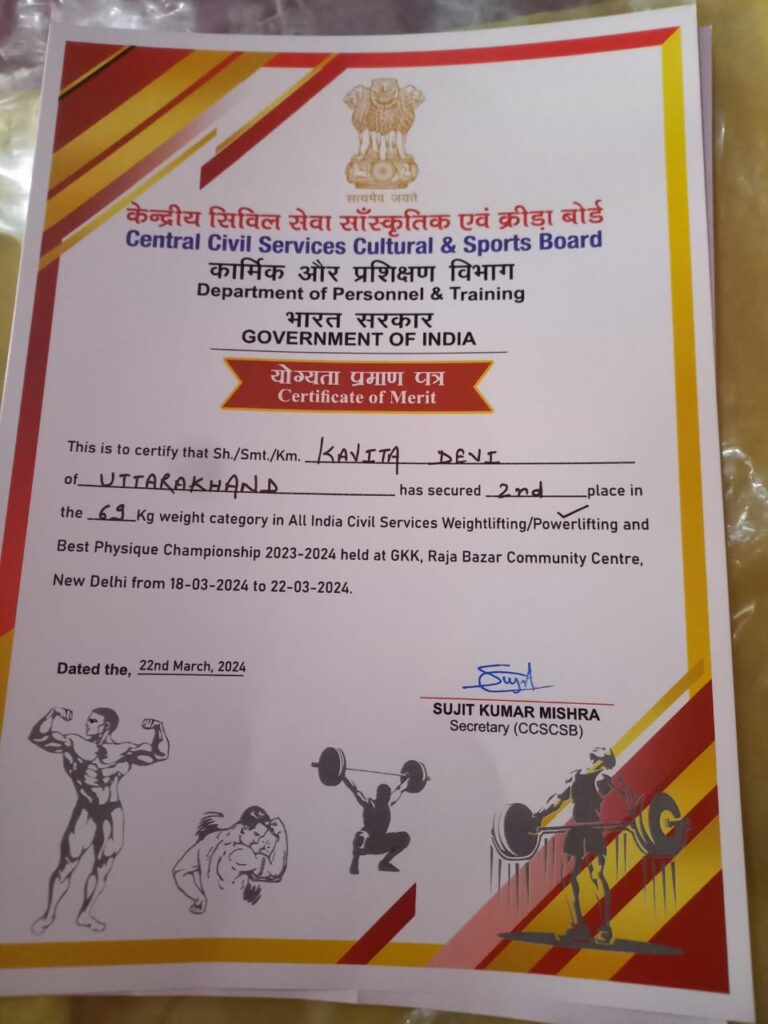 सत्यमेव जयते
केन्द्रीय सिविल सेवा साँस्कृतिक एवं क्रीड़ा बोर्ड
Central Civil Services Cultural & Sports Board
कार्मिक और प्रशिक्षण विभाग
Department of Personnel & Training
भारत सरकार
GOVERNMENT OF INDIA
योग्यता प्रमाण पत्र
Certificate of Merit
This is to certify that Sh./Smt./Km. KAVITA DEVI
of UTTARAKHAND has secured 2nd place in
the 69 Kg weight category in All India Civil Services Weightlifting/Powerlifting and
Best Physique Championship 2023-2024 held at GKK, Raja Bazar Community Centre,
New Delhi from 18-03-2024 to 22-03-2024.
Dated the, 22nd March, 2024
Sujit
SUJIT KUMAR MISHRA
Secretary (CCSCSB)